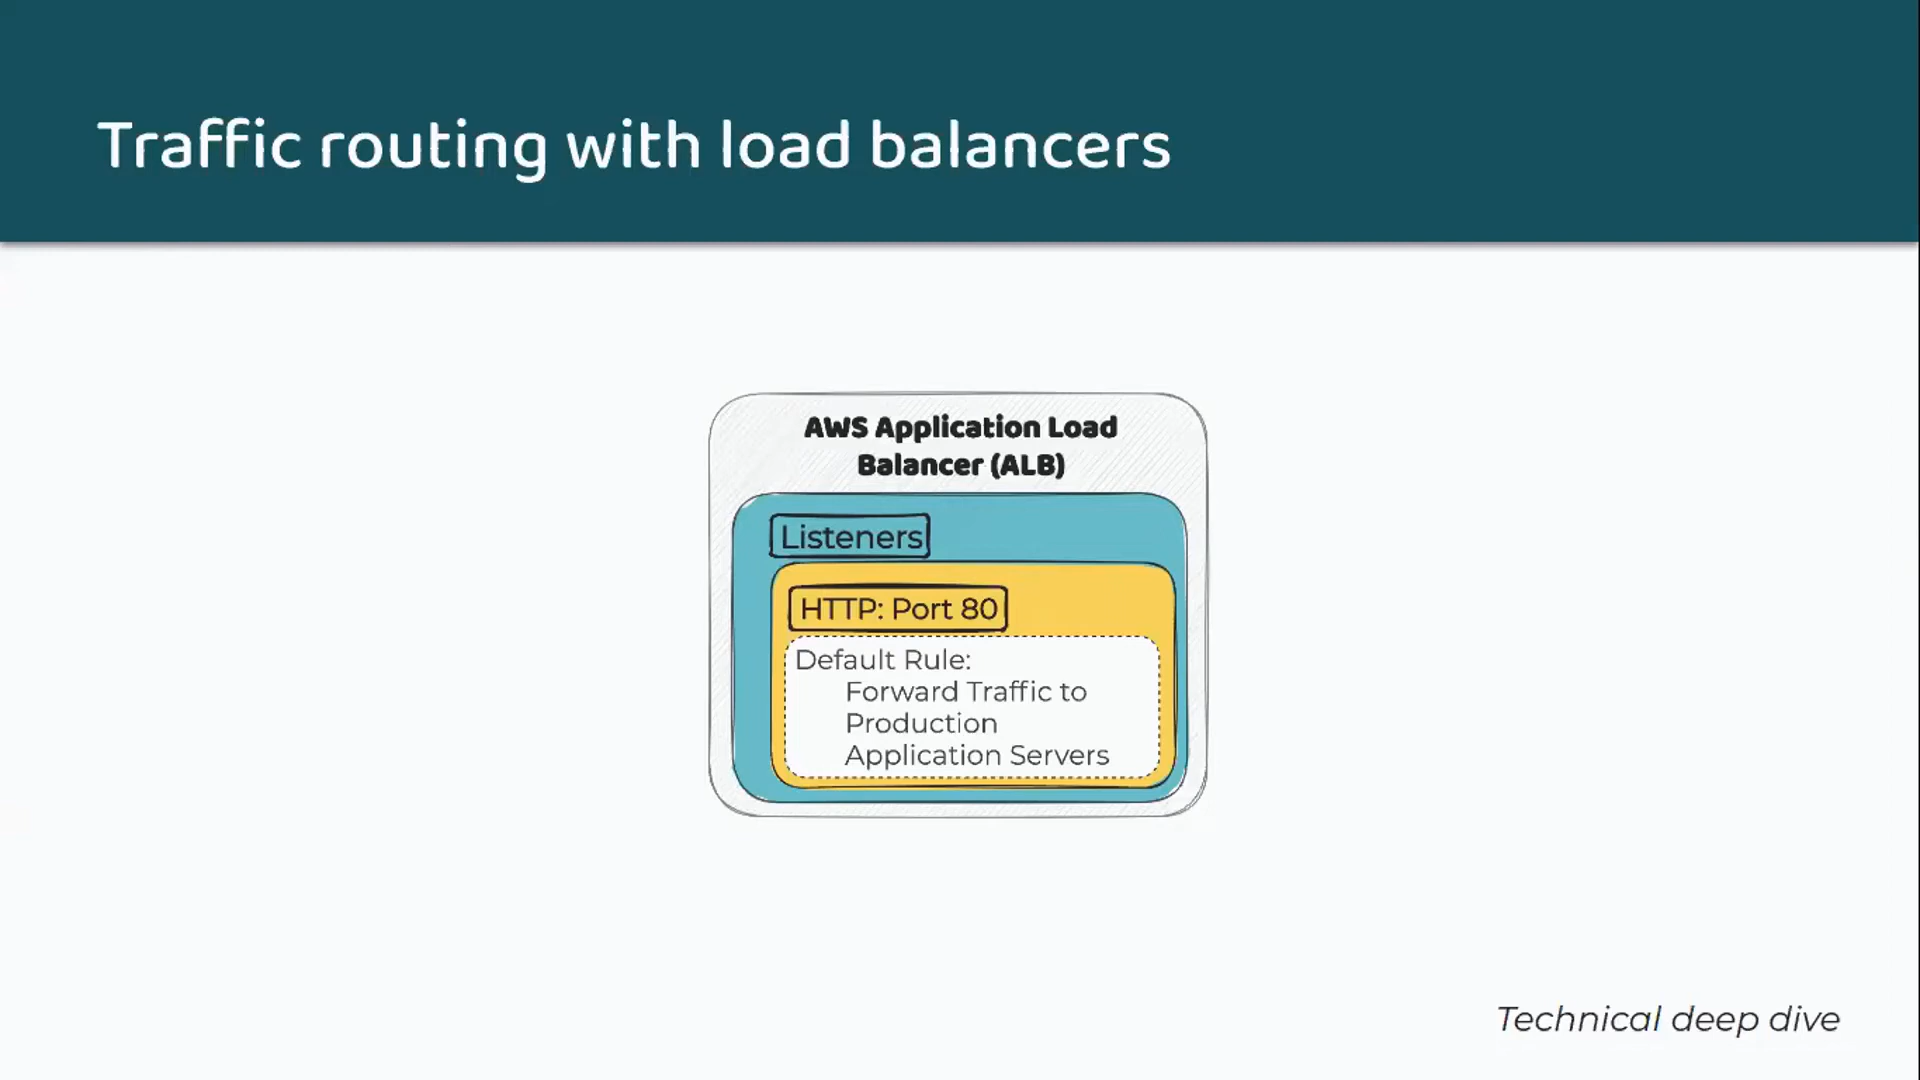 Traffic routing with load balancers
AWS Application Load
Balancer (ALB)
Listeners
HTTP: Port 80
Default Rule:
Forward Traffic to
Production
Application Servers
Technical deep dive